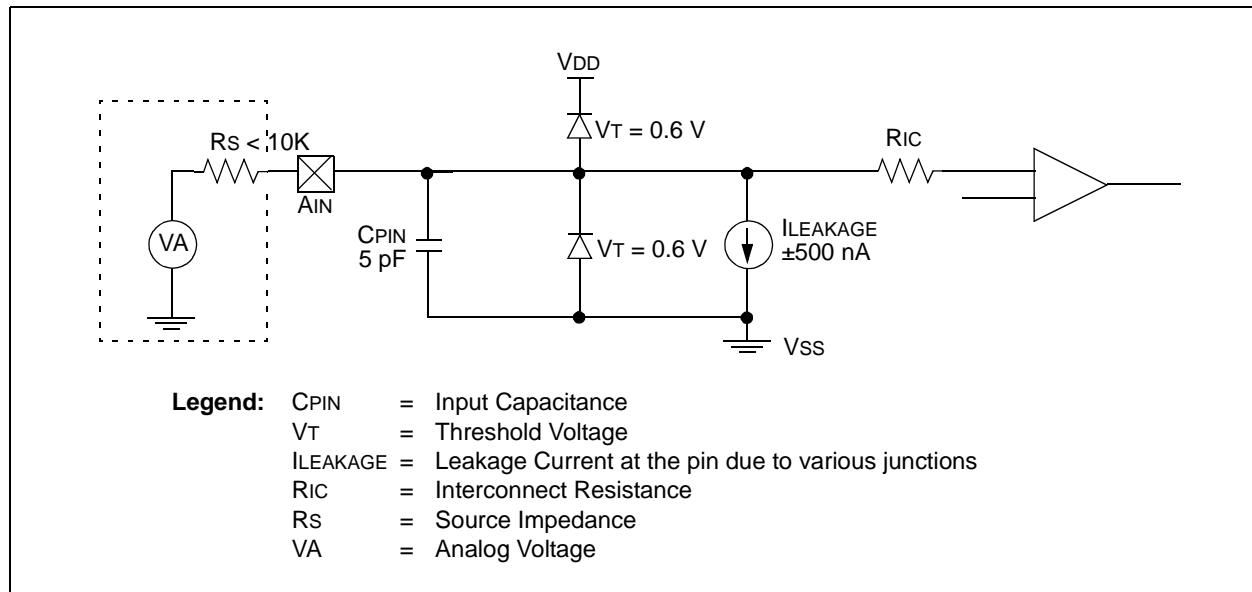 VDD
VT = 0.6 V
RS < 10K
RIC
AIN
CPIN
5 pF
VT = 0.6 V
ILEAKAGE
±500 nA
VA
VSS
Legend: CPIN = Input Capacitance
VT = Threshold Voltage
ILEAKAGE = Leakage Current at the pin due to various junctions
RIC = Interconnect Resistance
RS = Source Impedance
VA = Analog Voltage